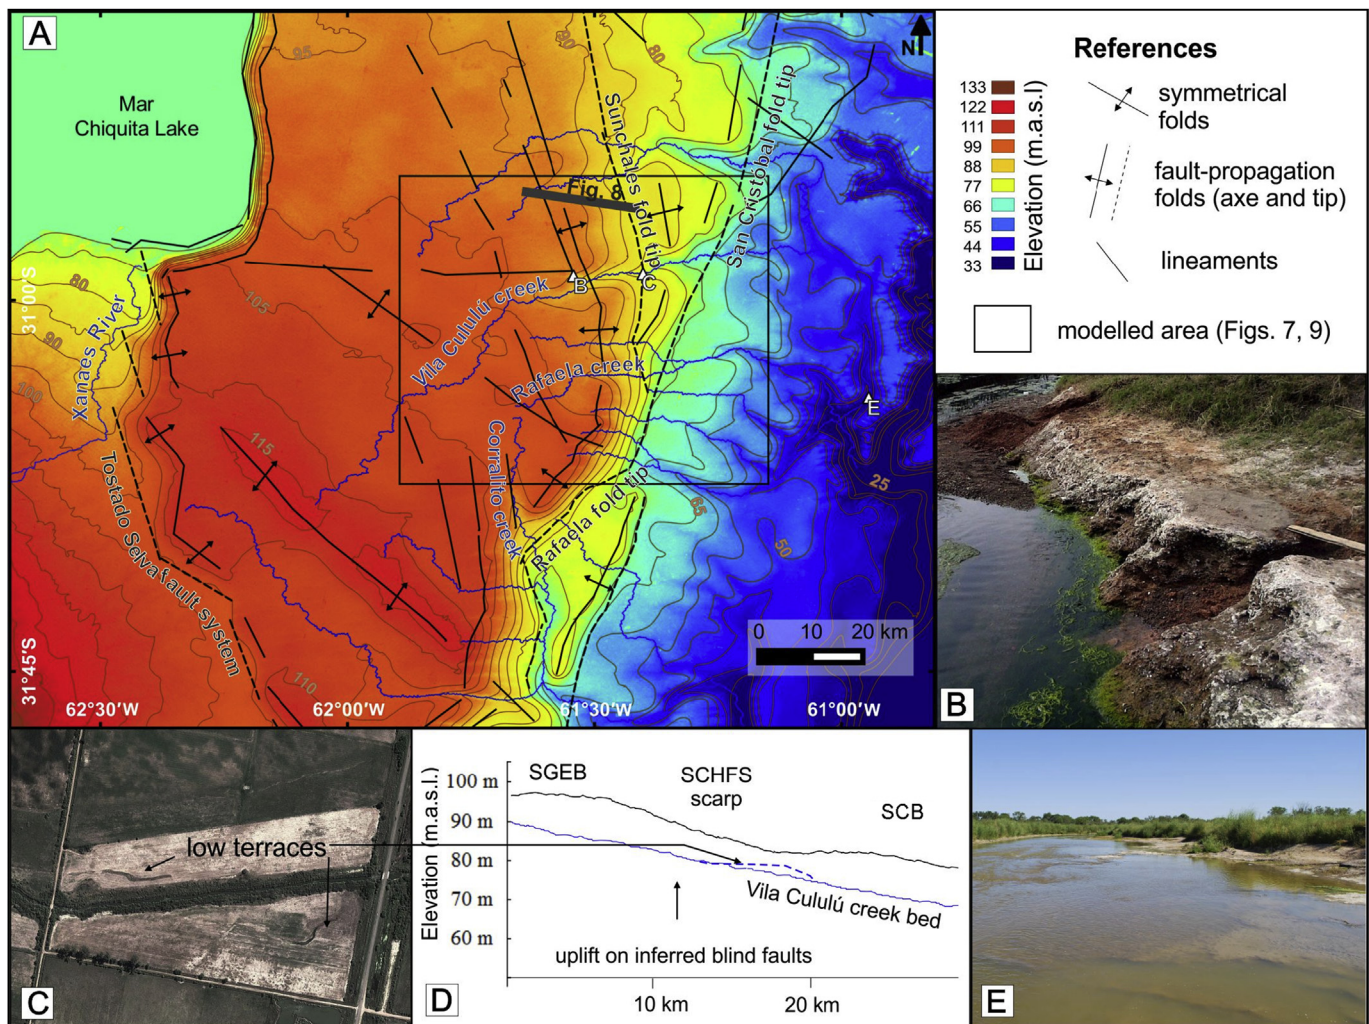 A
Mar
Chiquita Lake
95
90
80
N
Sunchales fold tip
San Cristóbal fold tip
Fig. 8
31°00'S
80
90
100
Xanaes River
105
B
C
Vila Cululú creek
Rafaela creek
E
115
Corralito creek
Rafaela fold tip
65
50
25
Tostado Selva fault system
110
31°45'S
62°30'W
62°00'W
61°30'W
61°00'W
0 10 20 km
References
133
122
111
99
88
77
66
55
44
33
Elevation (m.a.s.l)
symmetrical
folds
fault-propagation
folds (axe and tip)
lineaments
modelled area (Figs. 7, 9)
B
low terraces
C
Elevation (m.a.s.l.)
100 m
90 m
80 m
70 m
60 m
SGEB
SCHFS
scarp
SCB
Vila Cululú creek bed
uplift on inferred blind faults
10 km
20 km
D
E